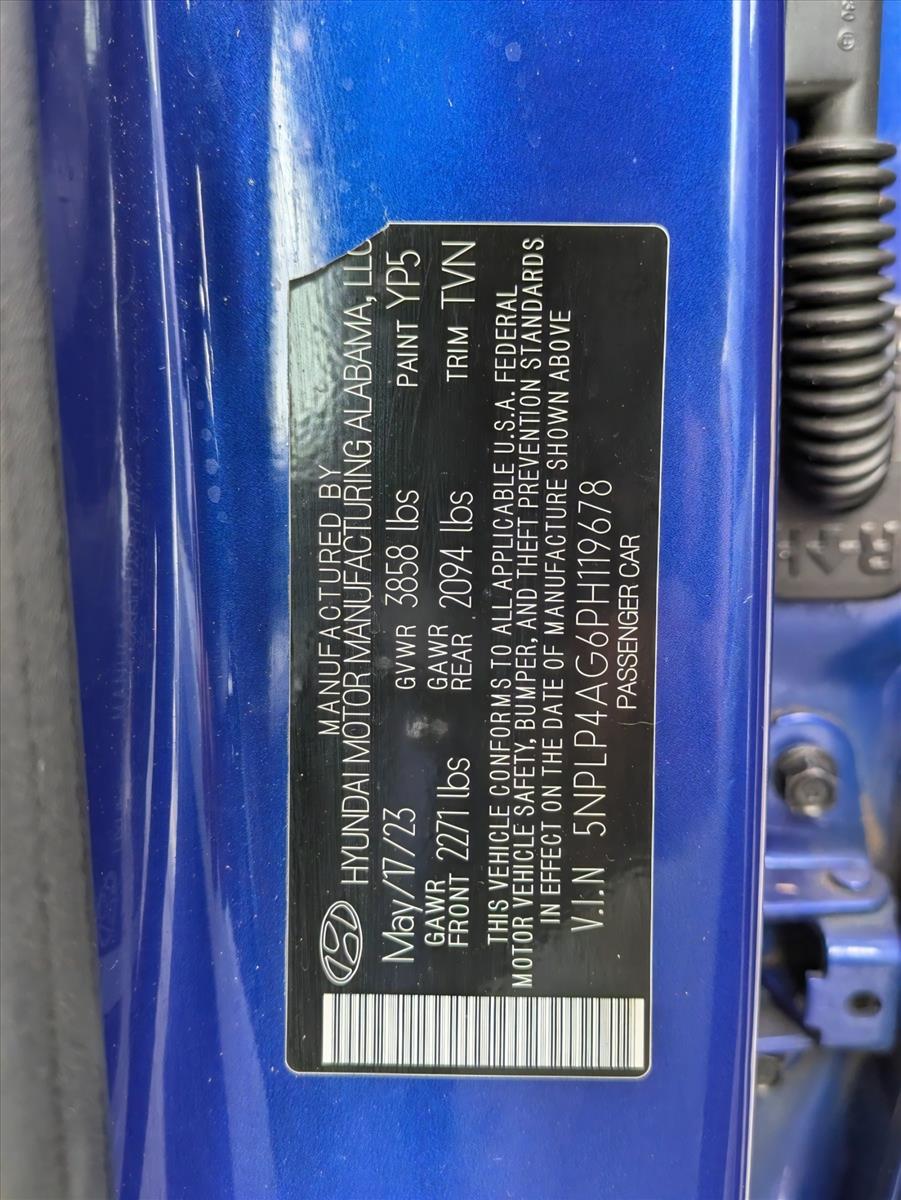 MANUFACTURED BY
HYUNDAI MOTOR MANUFACTURING ALABAMA, LLC
May/17/23 GVWR 3858 lbs PAINT YP5
GAWR FRONT 2271 lbs GAWR REAR 2094 lbs TRIM TVN
THIS VEHICLE CONFORMS TO ALL APPLICABLE U.S.A. FEDERAL
MOTOR VEHICLE SAFETY, BUMPER, AND THEFT PREVENTION STANDARDS
IN EFFECT ON THE DATE OF MANUFACTURE SHOWN ABOVE
V.I.N 5NPLP4AG6PH119678
PASSENGER CAR